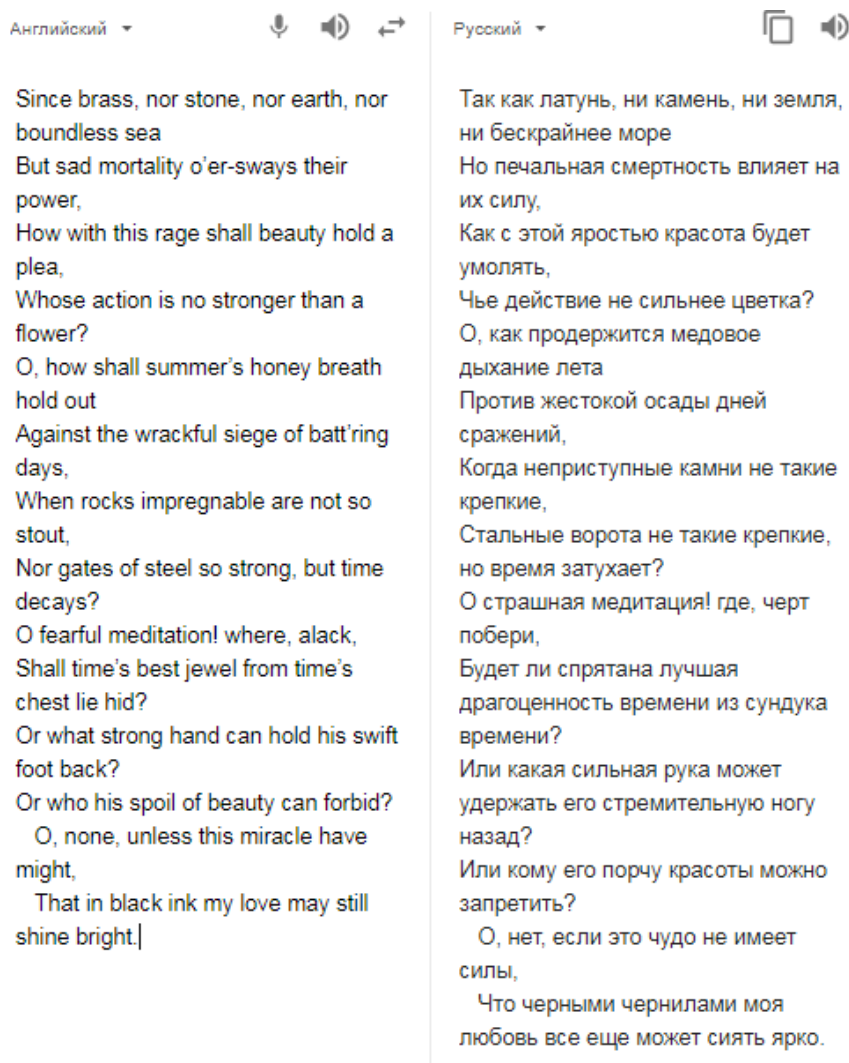 Английский
Русский
Since brass, nor stone, nor earth, nor
boundless sea
But sad mortality o’er-sways their
power,
How with this rage shall beauty hold a
plea,
Whose action is no stronger than a
flower?
O, how shall summer’s honey breath
hold out
Against the wrackful siege of batt’ring
days,
When rocks impregnable are not so
stout,
Nor gates of steel so strong, but time
decays?
O fearful meditation! where, alack,
Shall time’s best jewel from time’s
chest lie hid?
Or what strong hand can hold his swift
foot back?
Or who his spoil of beauty can forbid?
O, none, unless this miracle have
might,
That in black ink my love may still
shine bright.
Так как латунь, ни камень, ни земля,
ни бескрайнее море
Но печальная смертность влияет на
их силу,
Как с этой яростью красота будет
умолять,
Чье действие не сильнее цветка?
О, как продержится медовое
дыхание лета
Против жестокой осады дней
сражений,
Когда неприступные камни не такие
крепкие,
Стальные ворота не такие крепкие,
но время затухает?
О страшная медитация! где, черт
побери,
Будет ли спрятана лучшая
драгоценность времени из сундука
времени?
Или какая сильная рука может
удержать его стремительную ногу
назад?
Или кому его порчу красоты можно
запретить?
О, нет, если это чудо не имеет
силы,
Что черными чернилами моя
любовь все еще может сиять ярко.